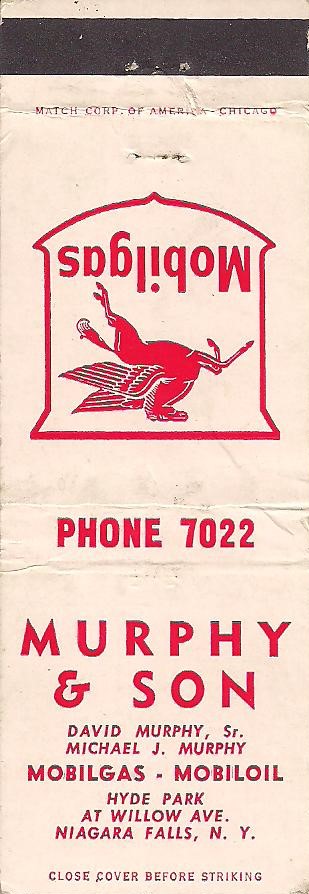 MATCH CORP. OF AMERICA - CHICAGO
Mobilgas
PHONE 7022
MURPHY
& SON
DAVID MURPHY, Sr.
MICHAEL J. MURPHY
MOBILGAS - MOBILOIL
HYDE PARK
AT WILLOW AVE.
NIAGARA FALLS, N. Y.
CLOSE COVER BEFORE STRIKING